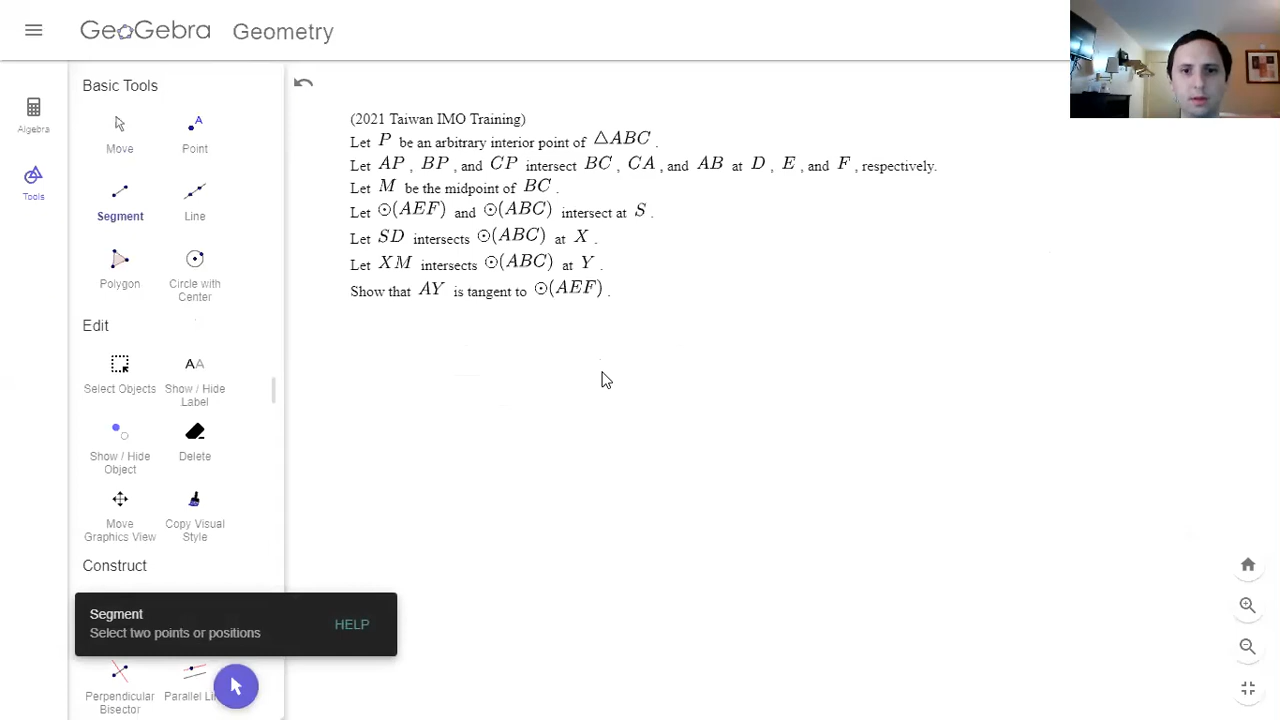 GeoGebra Geometry
Basic Tools
Algebra
Move
Point
Tools
Segment
Line
Polygon
Circle with Center
Edit
Select Objects
Show / Hide Label
Show / Hide Object
Delete
Move Graphics View
Copy Visual Style
Construct
Segment
Select two points or positions
HELP
Perpendicular Bisector
Parallel Li
(2021 Taiwan IMO Training)
Let P be an arbitrary interior point of △ABC .
Let AP , BP , and CP intersect BC , CA , and AB at D , E , and F , respectively.
Let M be the midpoint of BC .
Let ⊙(AEF) and ⊙(ABC) intersect at S .
Let SD intersects ⊙(ABC) at X .
Let XM intersects ⊙(ABC) at Y .
Show that AY is tangent to ⊙(AEF) .